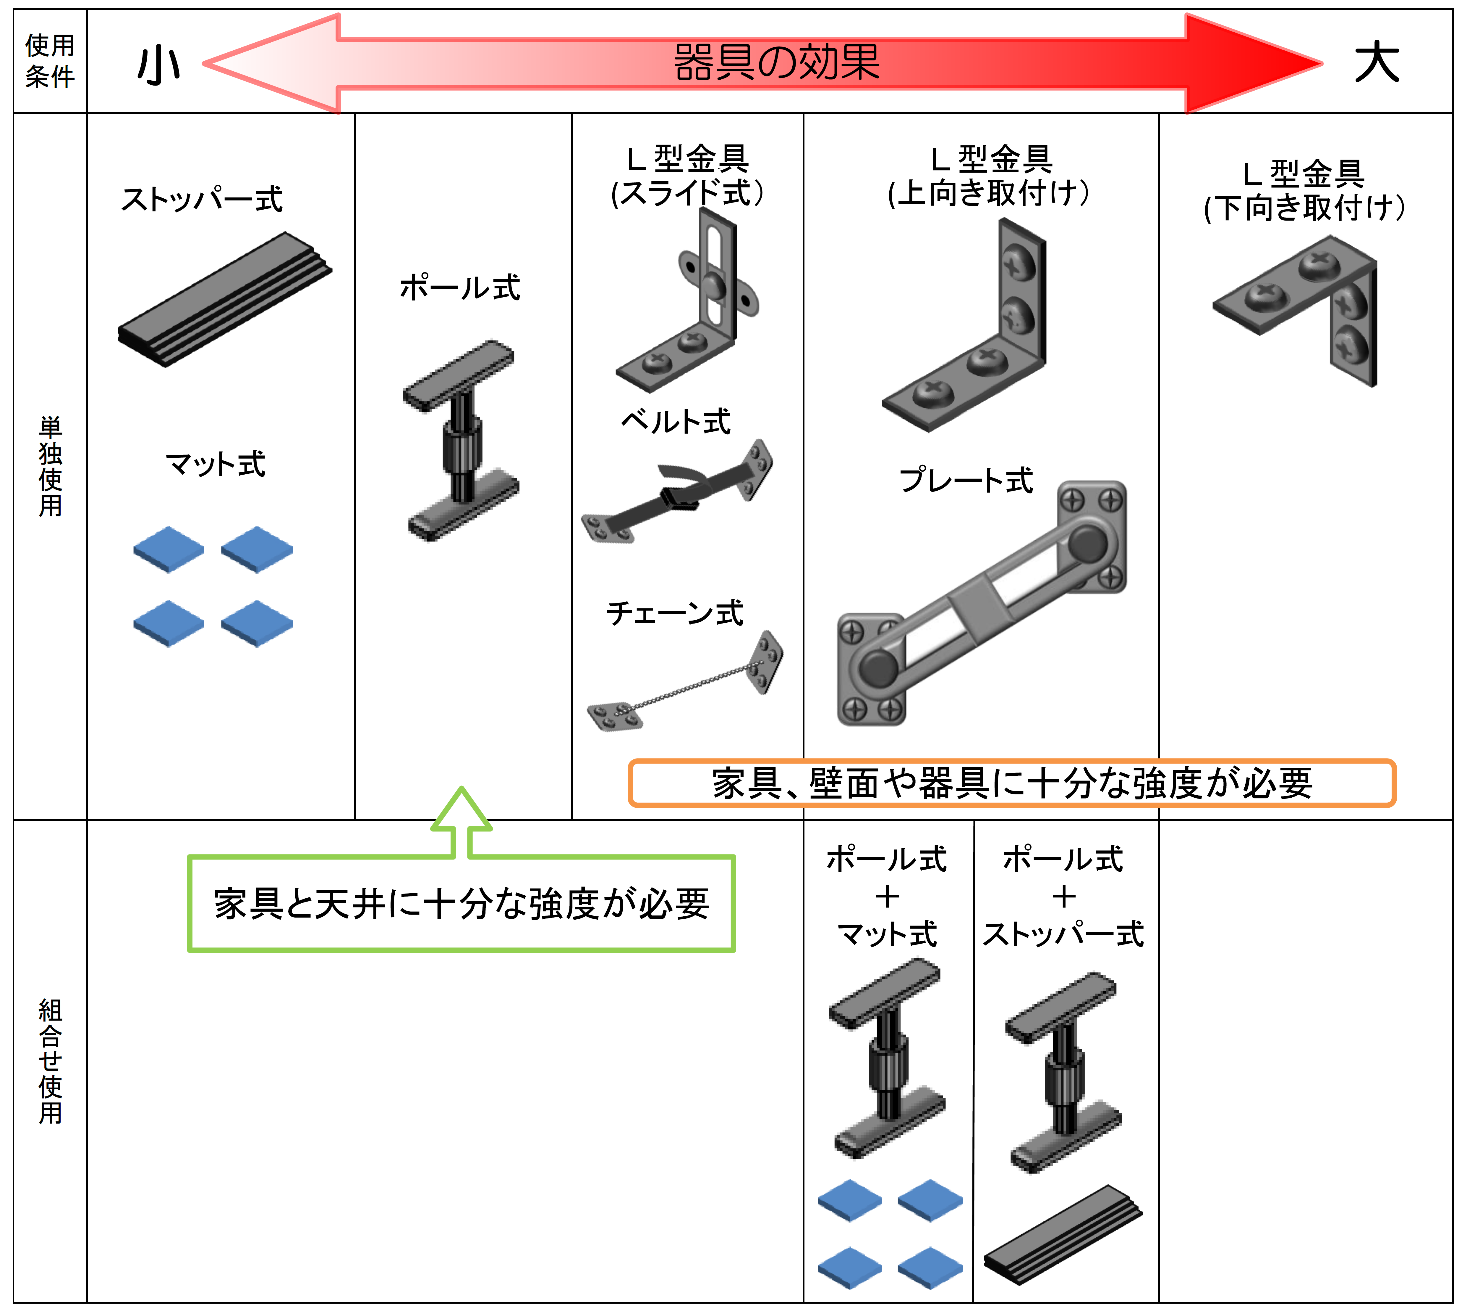 使用
条件
小
器具の効果
大
単独使用
ストッパー式
マット式
ポール式
L型金具
(スライド式)
ベルト式
チェーン式
L型金具
(上向き取付け)
プレート式
L型金具
(下向き取付け)
家具、壁面や器具に十分な強度が必要
家具と天井に十分な強度が必要
組合せ使用
ポール式
+
マット式
ポール式
+
ストッパー式